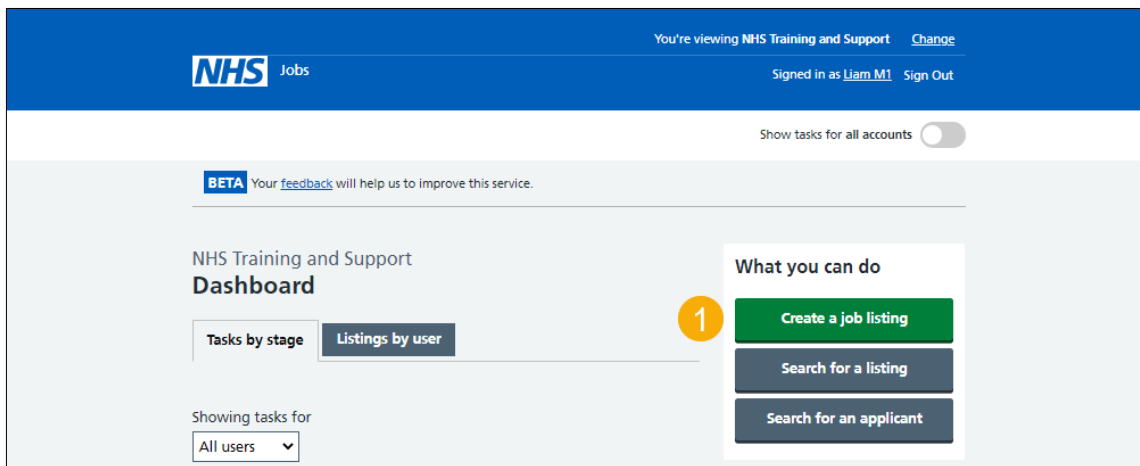 You're viewing NHS Training and Support Change
NHS Jobs
Signed in as Liam M1 Sign Out
Show tasks for all accounts
BETA Your feedback will help us to improve this service.
NHS Training and Support
Dashboard
Tasks by stage
Listings by user
Showing tasks for
All users
What you can do
1
Create a job listing
Search for a listing
Search for an applicant